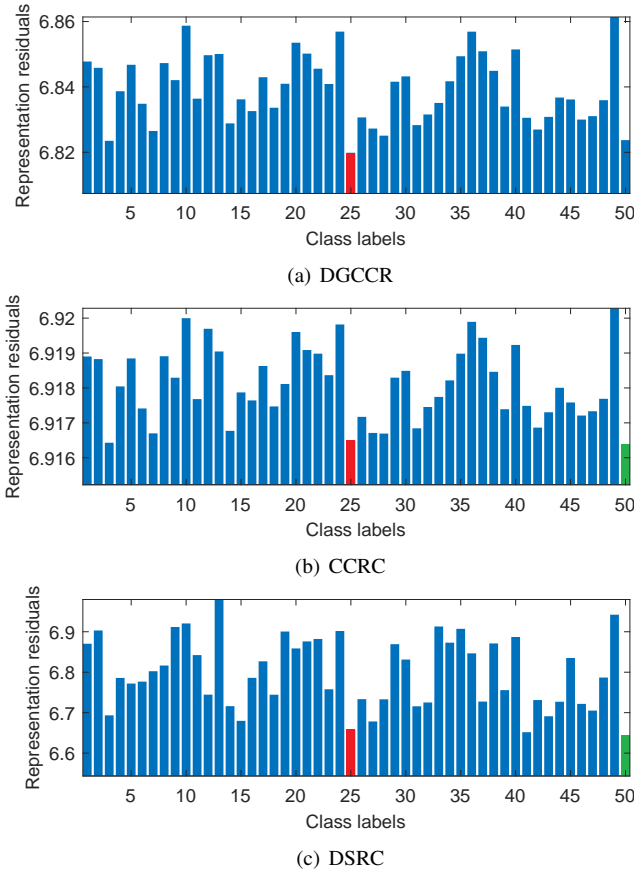 6.86
6.84
6.82
Representation residuals
5 10 15 20 25 30 35 40 45 50
Class labels
(a) DGCCR
6.92
6.919
6.918
6.917
6.916
Representation residuals
5 10 15 20 25 30 35 40 45 50
Class labels
(b) CCRC
6.9
6.8
6.7
6.6
Representation residuals
5 10 15 20 25 30 35 40 45 50
Class labels
(c) DSRC